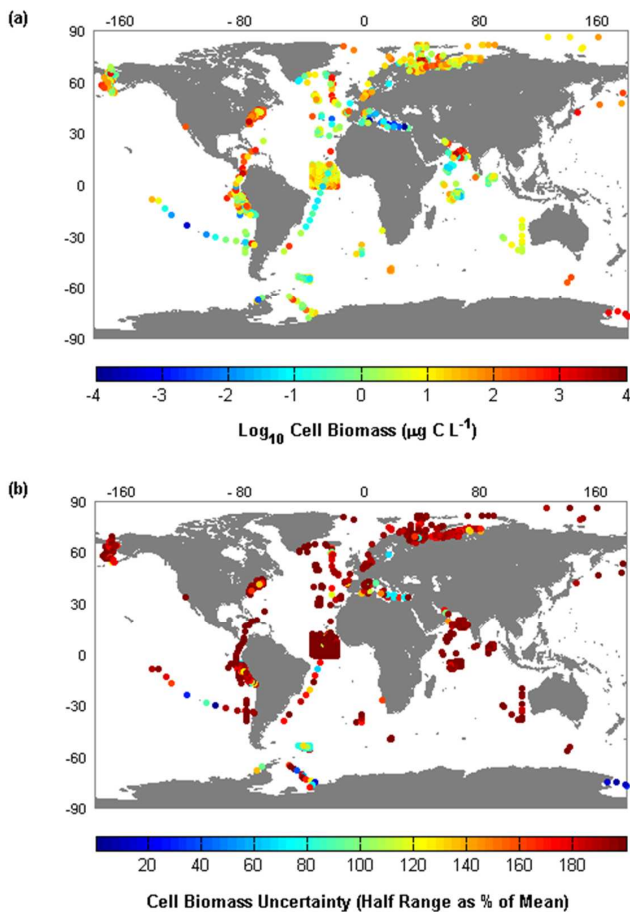 (a)
-160 -80 0 80 160
90
60
30
0
-30
-60
-90
-4 -3 -2 -1 0 1 2 3 4
Log10 Cell Biomass (μg C L-1)
(b)
-160 -80 0 80 160
90
60
30
0
-30
-60
-90
20 40 60 80 100 120 140 160 180
Cell Biomass Uncertainty (Half Range as % of Mean)